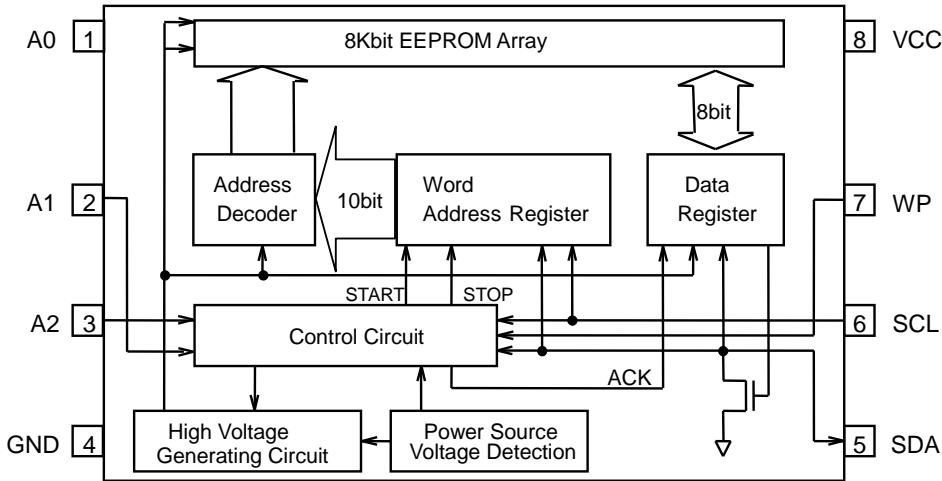 8Kbit EEPROM Array
A0 1
8 VCC
8bit
Address
Decoder
10bit
Word
Address Register
Data
Register
A1 2
7 WP
START
STOP
A2 3
Control Circuit
6 SCL
ACK
GND 4
High Voltage
Generating Circuit
Power Source
Voltage Detection
5 SDA